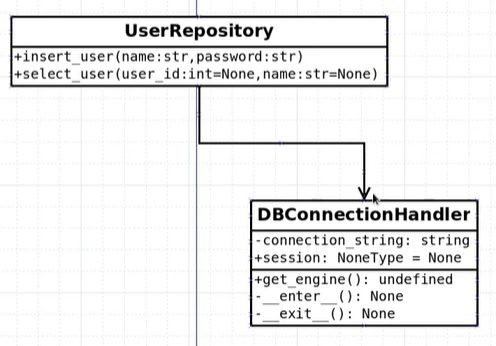 UserRepository
+insert_user(name:str,password:str)
+select_user(user_id:int=None,name:str=None)
DBConnectionHandler
-connection_string: string
+session: NoneType = None
+get_engine(): undefined
-__enter__(): None
-__exit__(): None